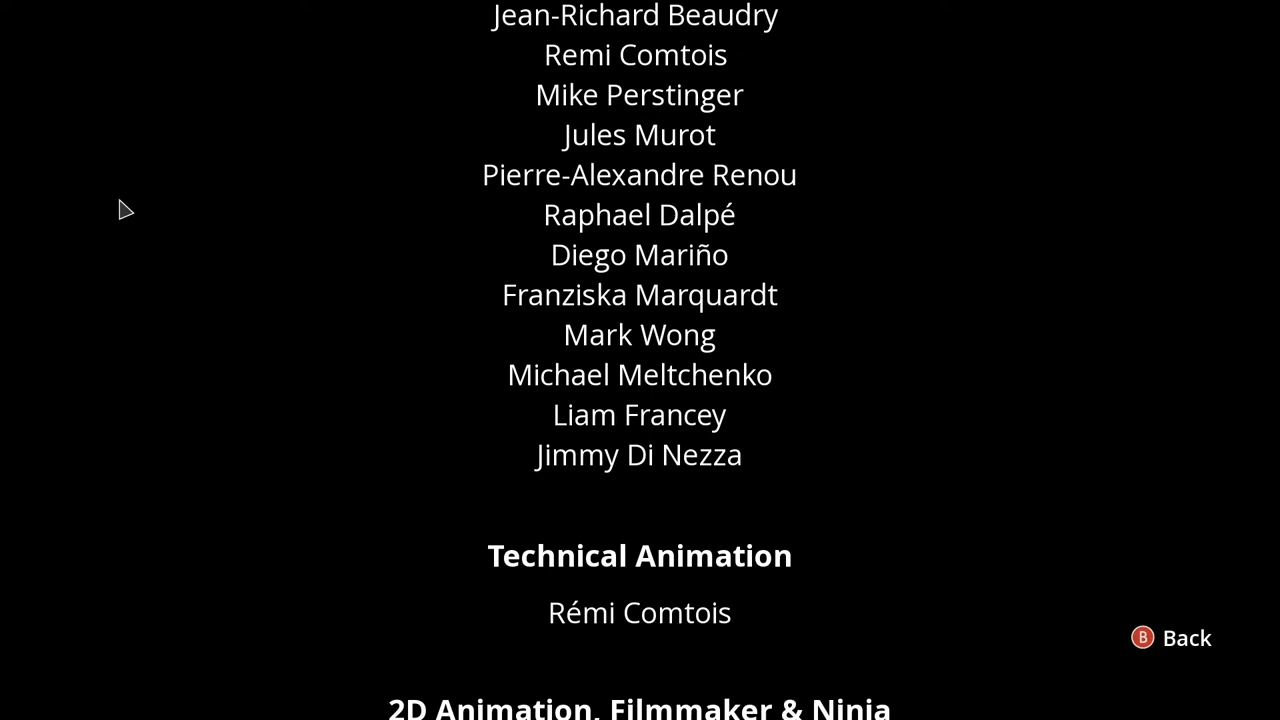 Jean-Richard Beaudry
Remi Comtois
Mike Perstinger
Jules Murot
Pierre-Alexandre Renou
Raphael Dalpé
Diego Mariño
Franziska Marquardt
Mark Wong
Michael Meltchenko
Liam Francey
Jimmy Di Nezza
Technical Animation
Rémi Comtois
B Back
2D Animation, Filmmaker & Ninja